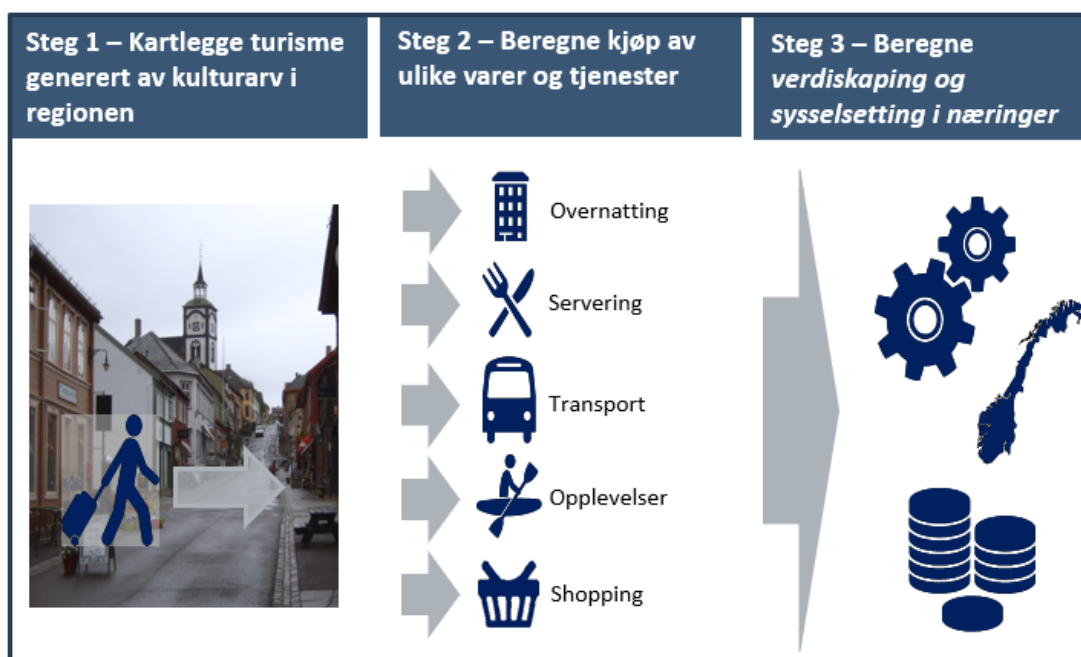 Steg 1 – Kartlegge turisme
generert av kulturarv i
regionen
Steg 2 – Beregne kjøp av
ulike varer og tjenester
Steg 3 – Beregne
verdiskaping og
sysselsetting i næringer
Overnatting
Servering
Transport
Opplevelser
Shopping